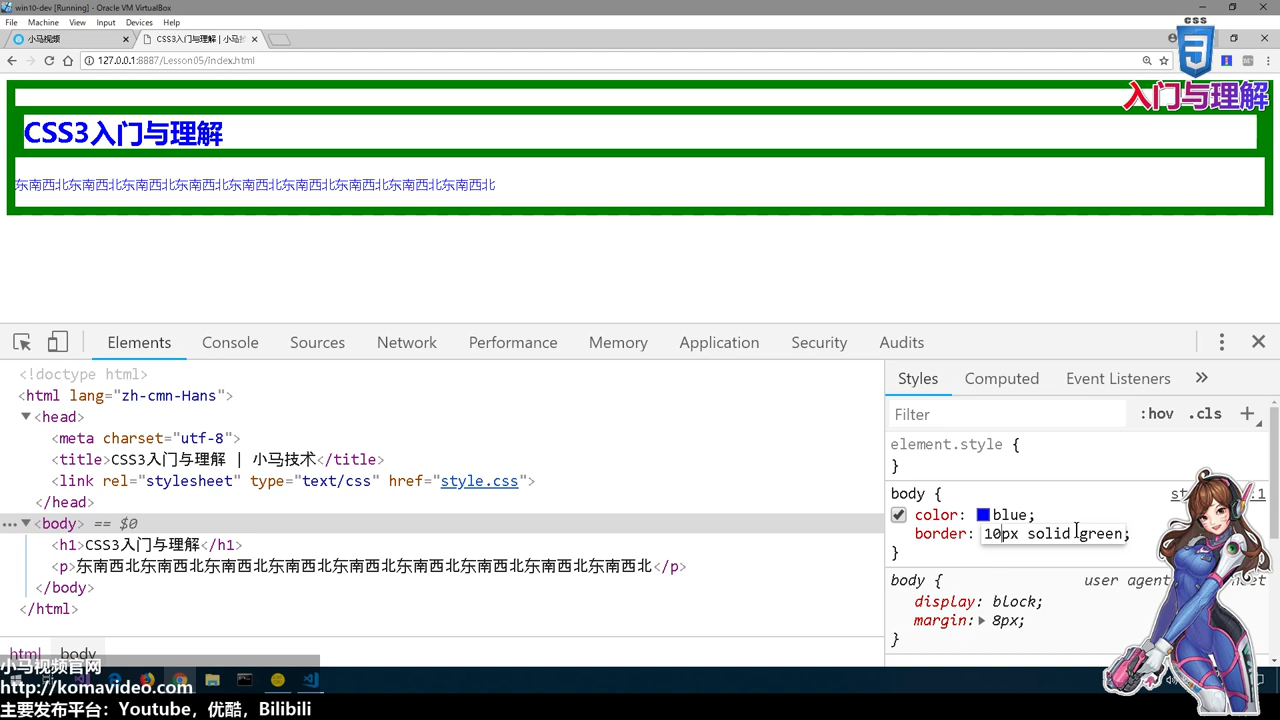 win10-dev [Running] - Oracle VM VirtualBox
File Machine View Input Devices Help
小马视频
CSS3入门与理解 | 小马技
127.0.0.1:8887/Lesson05/index.html
CSS
3
入门与理解
CSS3入门与理解
东南西北东南西北东南西北东南西北东南西北东南西北东南西北东南西北东南西北
Elements Console Sources Network Performance Memory Application Security Audits
<!doctype html>
<html lang="zh-cmn-Hans">
<head>
<meta charset="utf-8">
<title>CSS3入门与理解 | 小马技术</title>
<link rel="stylesheet" type="text/css" href="style.css">
</head>
<body> == $0
<h1>CSS3入门与理解</h1>
<p>东南西北东南西北东南西北东南西北东南西北东南西北东南西北东南西北东南西北</p>
</body>
</html>
html body
Styles Computed Event Listeners »
Filter :hov .cls +
element.style {
}
body {
color: blue;
border: 10px solid green;
}
body { user agent
display: block;
margin: 8px;
}
小马视频官网
http://komavideo.com
主要发布平台：Youtube，优酷，Bilibili